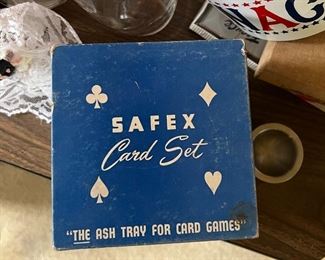 SAFEX
Card Set
"THE ASH TRAY FOR CARD GAMES"